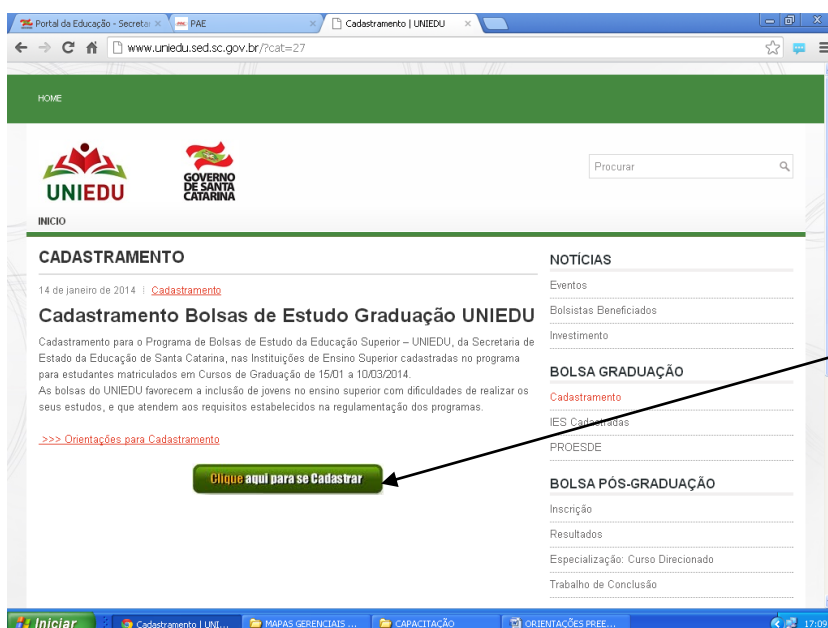 Portal da Educação - Secretar
PAE
Cadastramento | UNIEDU
www.uniedu.sed.sc.gov.br/?cat=27
HOME
UNIEDU
GOVERNO
DE SANTA
CATARINA
Procurar
INICIO
CADASTRAMENTO
14 de janeiro de 2014 | Cadastramento
Cadastramento Bolsas de Estudo Graduação UNIEDU
Cadastramento para o Programa de Bolsas de Estudo da Educação Superior – UNIEDU, da Secretaria de
Estado da Educação de Santa Catarina, nas Instituições de Ensino Superior cadastradas no programa
para estudantes matriculados em Cursos de Graduação de 15/01 a 10/03/2014.
As bolsas do UNIEDU favorecem a inclusão de jovens no ensino superior com dificuldades de realizar os
seus estudos, e que atendem aos requisitos estabelecidos na regulamentação dos programas.
>>> Orientações para Cadastramento
Clique aqui para se Cadastrar
NOTÍCIAS
Eventos
Bolsistas Beneficiados
Investimento
BOLSA GRADUAÇÃO
Cadastramento
IES Cadastradas
PROESDE
BOLSA PÓS-GRADUAÇÃO
Inscrição
Resultados
Especialização: Curso Direcionado
Trabalho de Conclusão
Iniciar
Cadastramento | UNI...
MAPAS GERENCIAIS ...
CAPACITAÇÃO
ORIENTAÇÕES PREE...
17:09